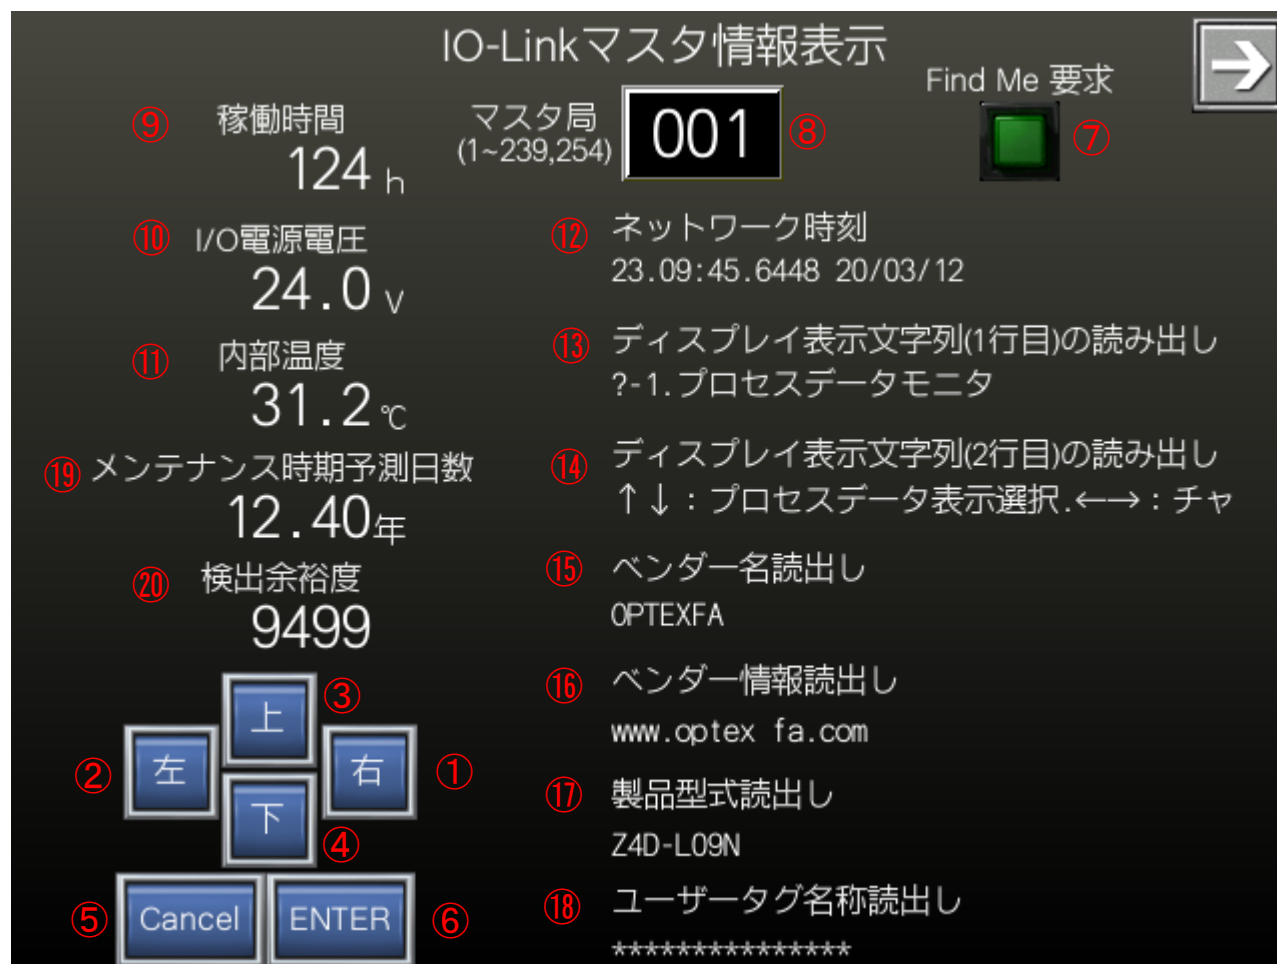 IO-Linkマスタ情報表示
Find Me 要求
⑦
⑨
稼働時間
124 h
マスタ局
(1~239,254)
001
⑧
⑩
I/O電源電圧
24.0 V
⑫
ネットワーク時刻
23.09:45.6448 20/03/12
⑪
内部温度
31.2 ℃
⑬
ディスプレイ表示文字列(1行目)の読み出し
?-1.プロセスデータモニタ
⑲
メンテナンス時期予測日数
12.40年
⑭
ディスプレイ表示文字列(2行目)の読み出し
↑↓:プロセスデータ表示選択.←→:チャ
⑳
検出余裕度
9499
⑮
ベンダー名読出し
OPTEXFA
③
上
②
左
右
①
下
④
⑯
ベンダー情報読出し
www.optex fa.com
⑰
製品型式読出し
Z4D-L09N
⑤
Cancel
ENTER
⑥
⑱
ユーザータグ名称読出し
***************